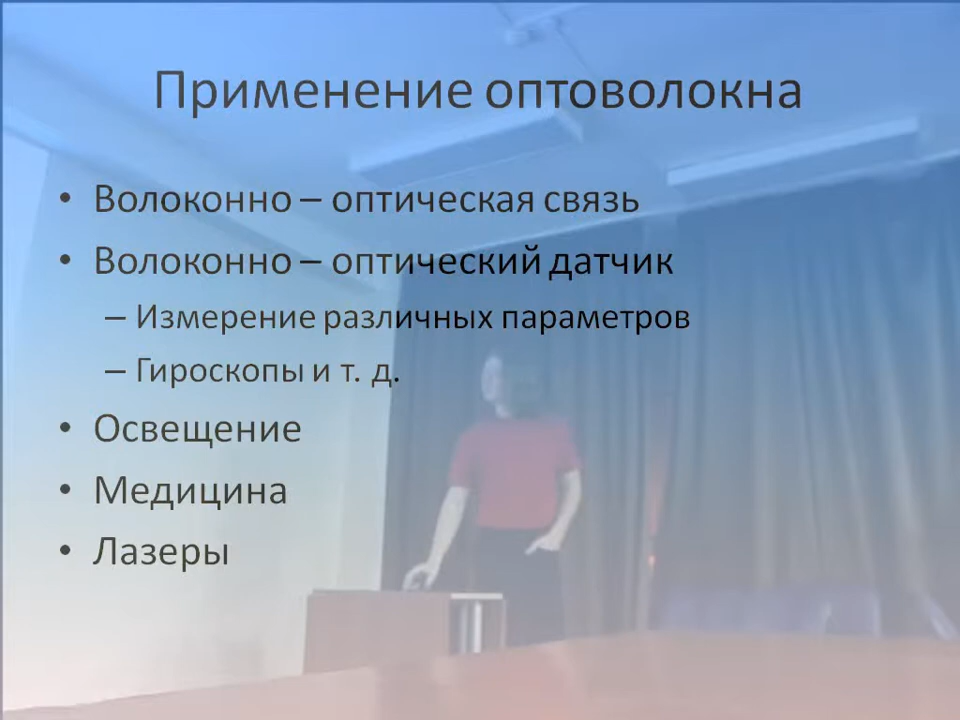 Применение оптоволокна
• Волоконно – оптическая связь
• Волоконно – оптический датчик
– Измерение различных параметров
– Гироскопы и т. д.
• Освещение
• Медицина
• Лазеры